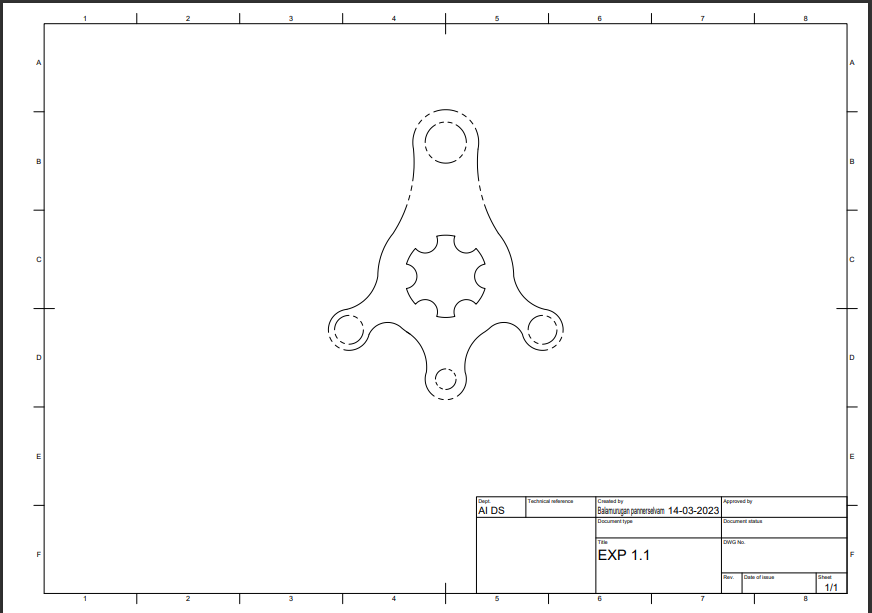 1 2 3 4 5 6 7 8
A A
B B
C C
D D
E E
Dept. Technical reference Created by Approved by
AI DS Balamurugan pannerselvam 14-03-2023
Document type Document status
Title DWG No.
EXP 1.1
F F
Rev. Date of issue Sheet
1/1
1 2 3 4 5 6 7 8